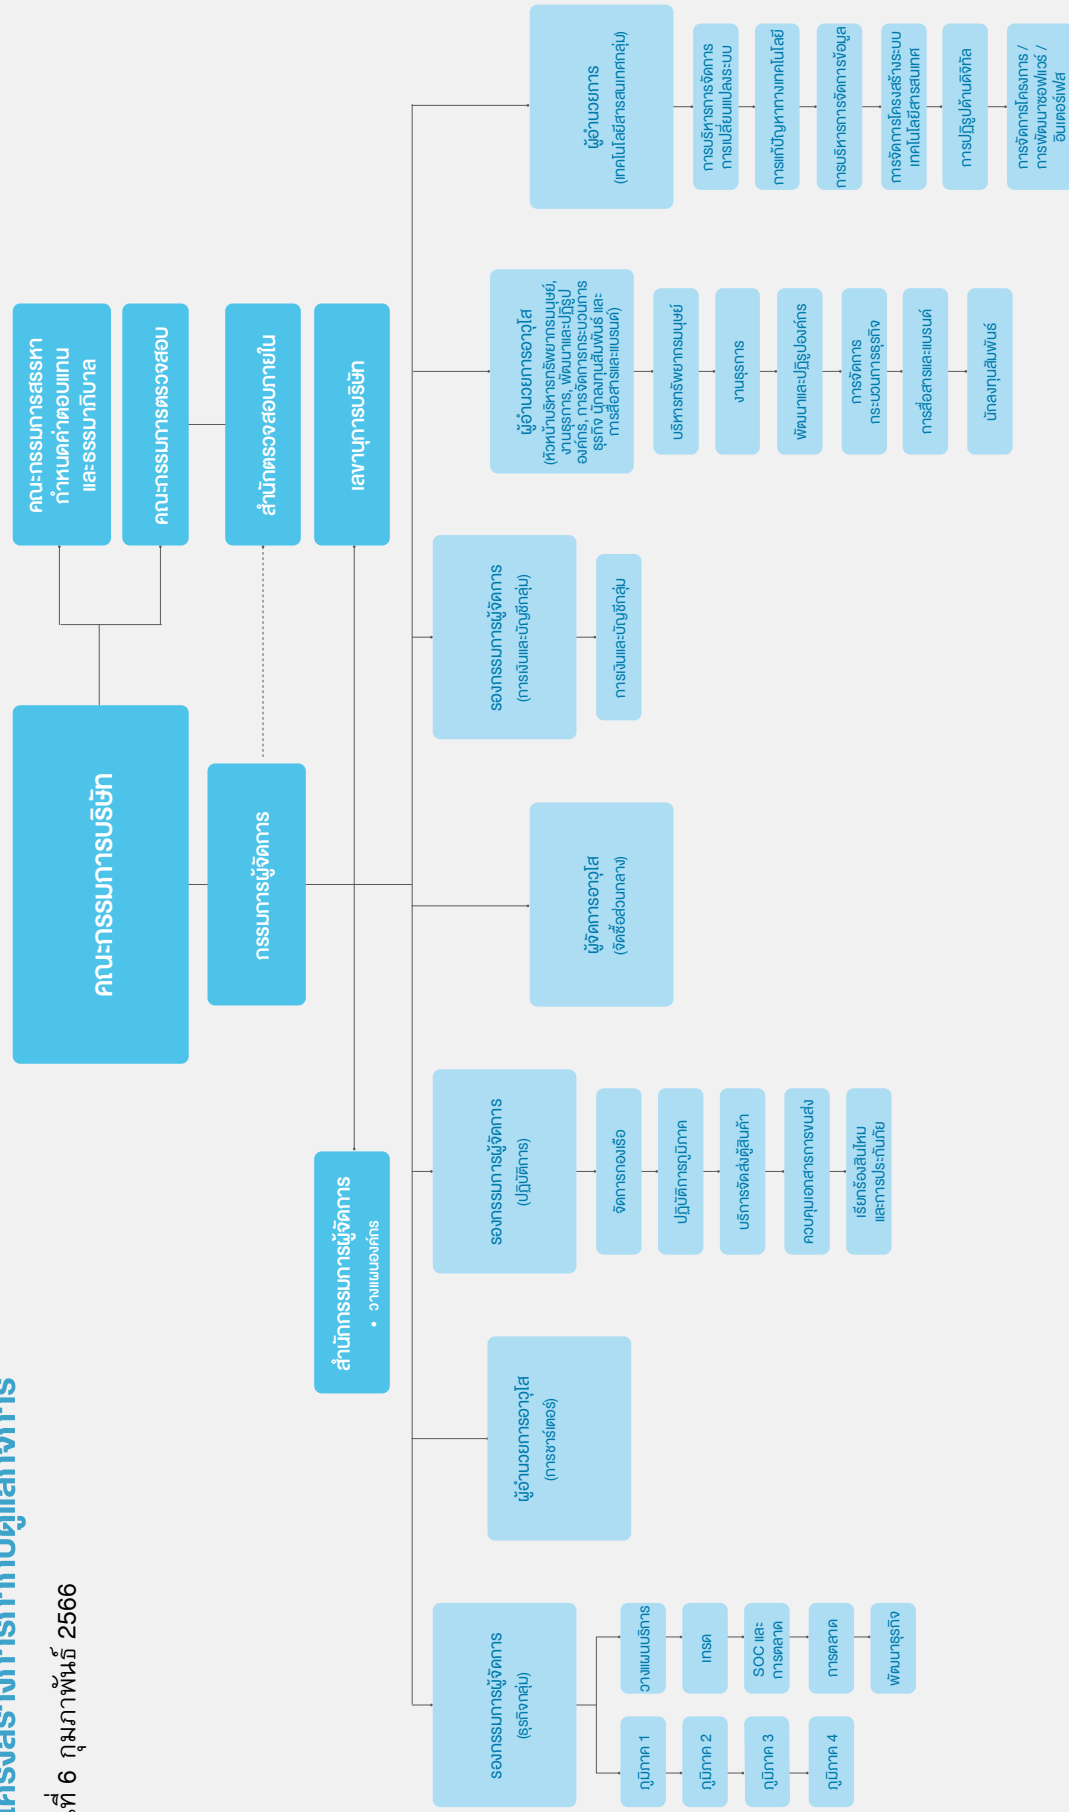 โครงสร้างการกำกับดูแลกิจการ
6 กุมภาพันธ์ 2566
คณะกรรมการบริษัท
คณะกรรมการสรรหา
กำหนดค่าตอบแทน
และธรรมาภิบาล
คณะกรรมการตรวจสอบ
กรรมการผู้จัดการ
สำนักตรวจสอบภายใน
สำนักกรรมการผู้จัดการ
• วางแผนองค์กร
เลขานุการบริษัท
รองกรรมการผู้จัดการ
(ธุรกิจกลุ่ม)
ภูมิภาค 1
ภูมิภาค 2
ภูมิภาค 3
ภูมิภาค 4
วางแผนบริการ
เทรด
SOC และ
การตลาด
การตลาด
พัฒนาธุรกิจ
ผู้อำนวยการอาวุโส
(การชาร์เตอร์)
รองกรรมการผู้จัดการ
(ปฏิบัติการ)
จัดการกองเรือ
ปฏิบัติการภูมิภาค
บริการจัดส่งตู้สินค้า
ควบคุมเอกสารการขนส่ง
เรียกร้องสินไหม
และการประกันภัย
ผู้จัดการอาวุโส
(จัดซื้อส่วนกลาง)
รองกรรมการผู้จัดการ
(การเงินและบัญชีกลุ่ม)
การเงินและบัญชีกลุ่ม
ผู้อำนวยการอาวุโส
(หัวหน้าบริหารทรัพยากรมนุษย์,
งานธุรการ, พัฒนาและปฏิรูป
องค์กร, การจัดการกระบวนการ
ธุรกิจ นักลงทุนสัมพันธ์ และ
การสื่อสารและแบรนด์)
บริหารทรัพยากรมนุษย์
งานธุรการ
พัฒนาและปฏิรูปองค์กร
การจัดการ
กระบวนการธุรกิจ
การสื่อสารและแบรนด์
นักลงทุนสัมพันธ์
ผู้อำนวยการ
(เทคโนโลยีสารสนเทศกลุ่ม)
การบริหารการจัดการ
การเปลี่ยนแปลงระบบ
การแก้ปัญหาทางเทคโนโลยี
การบริหารการจัดการข้อมูล
การจัดการโครงสร้างระบบ
เทคโนโลยีสารสนเทศ
การปฏิรูปด้านดิจิทัล
การจัดการโครงการ /
การพัฒนาซอฟแวร์ /
อินเตอร์เฟส